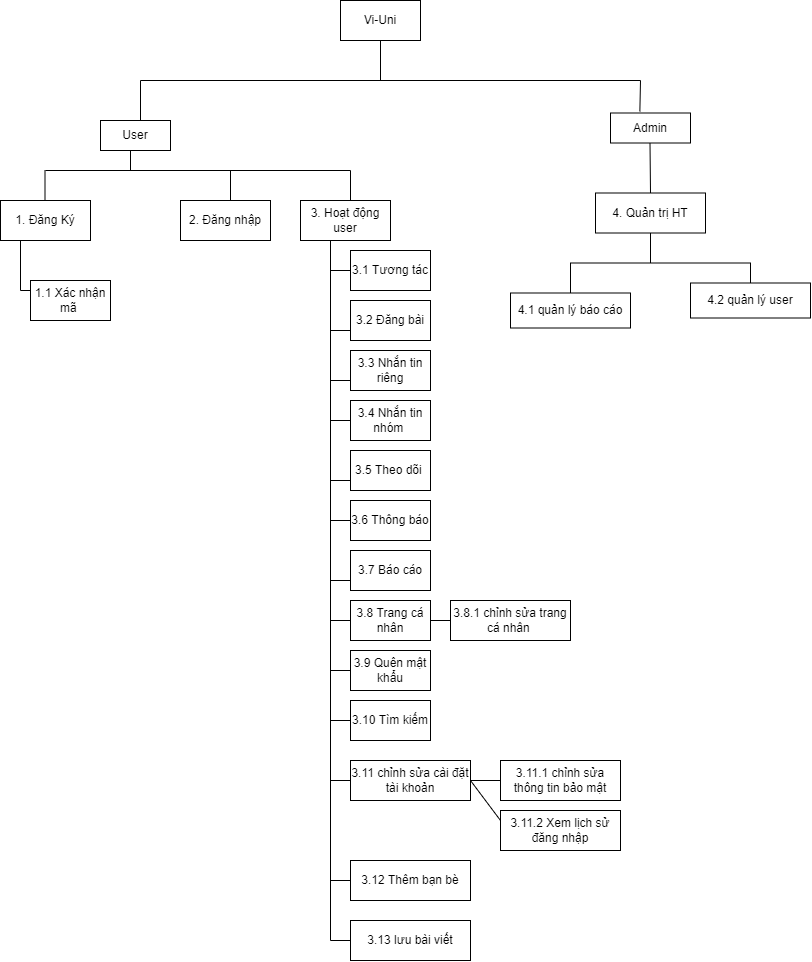 Vi-Uni
User
Admin
1. Đăng Ký
2. Đăng nhập
3. Hoạt động
user
4. Quản trị HT
1.1 Xác nhận
mã
3.1 Tương tác
4.1 quản lý báo cáo
4.2 quản lý user
3.2 Đăng bài
3.3 Nhắn tin
riêng
3.4 Nhắn tin
nhóm
3.5 Theo dõi
3.6 Thông báo
3.7 Báo cáo
3.8 Trang cá
nhân
3.8.1 chỉnh sửa trang
cá nhân
3.9 Quên mật
khẩu
3.10 Tìm kiếm
3.11 chỉnh sửa cài đặt
tài khoản
3.11.1 chỉnh sửa
thông tin bảo mật
3.11.2 Xem lịch sử
đăng nhập
3.12 Thêm bạn bè
3.13 lưu bài viết